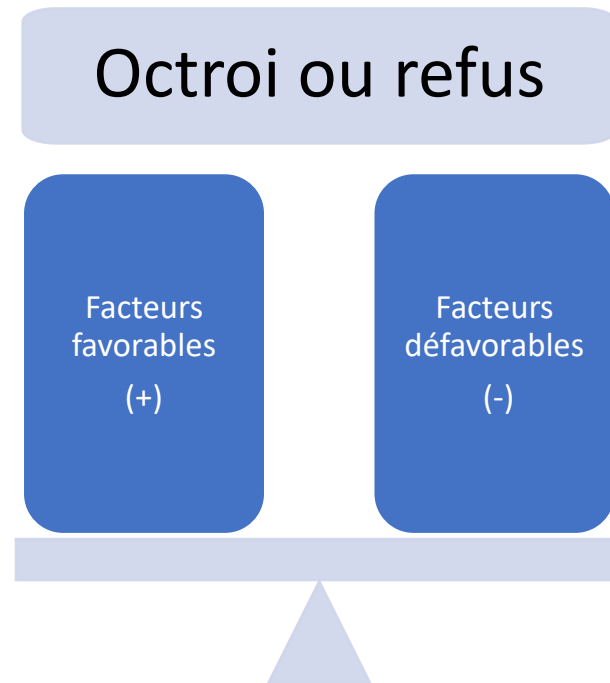 Octroi ou refus
Facteurs
favorables
(+)
Facteurs
défavorables
(-)